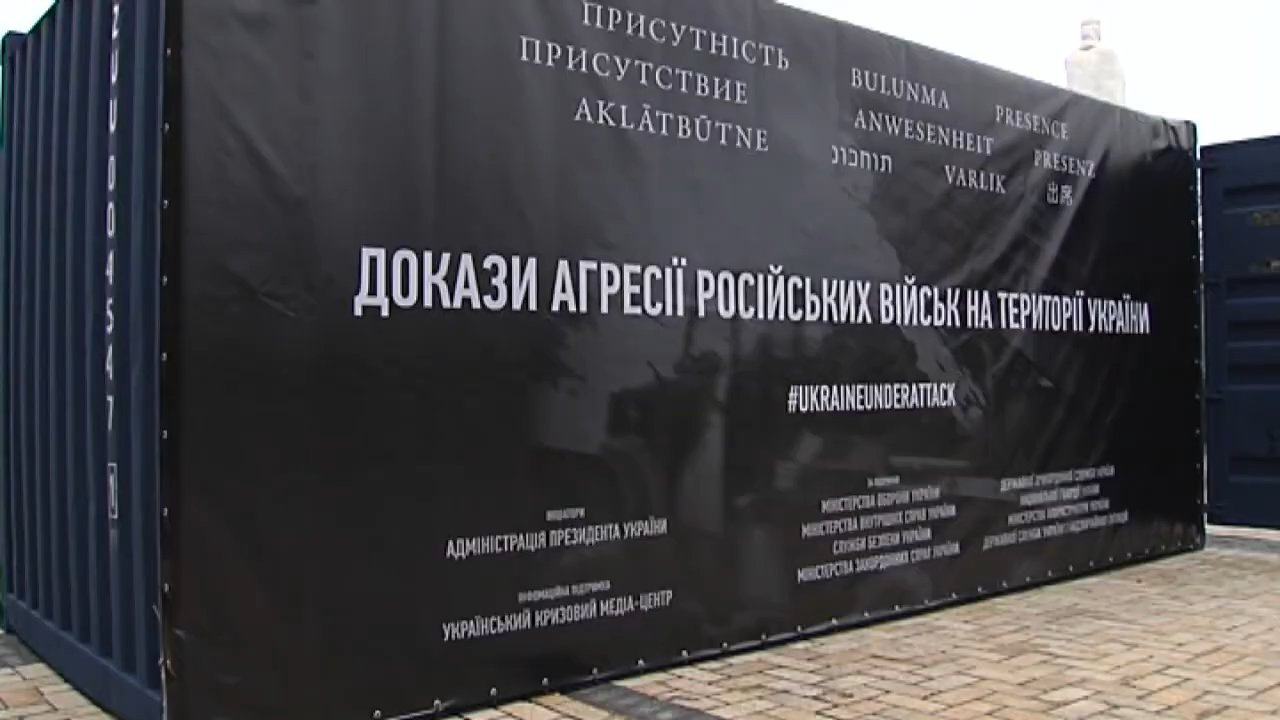 ПРИСУТНІСТЬ
ПРИСУТСТВИЕ
AKLĀTBŪTNE
BULUNMA
PRESENCE
ANWESENHEIT
PRESENZ
נוכחות
VARLIK
出席
ДОКАЗИ АГРЕСІЇ РОСІЙСЬКИХ ВІЙСЬК НА ТЕРИТОРІЇ УКРАЇНИ
#UKRAINEUNDERATTACK
АДМІНІСТРАЦІЯ ПРЕЗИДЕНТА УКРАЇНИ
УКРАЇНСЬКИЙ КРИЗОВИЙ МЕДІА-ЦЕНТР
МІНІСТЕРСТВА ОБОРОНИ УКРАЇНИ
МІНІСТЕРСТВА ВНУТРІШНІХ СПРАВ УКРАЇНИ
СЛУЖБИ БЕЗПЕКИ УКРАЇНИ
МІНІСТЕРСТВА ЗАКОРДОННИХ СПРАВ УКРАЇНИ